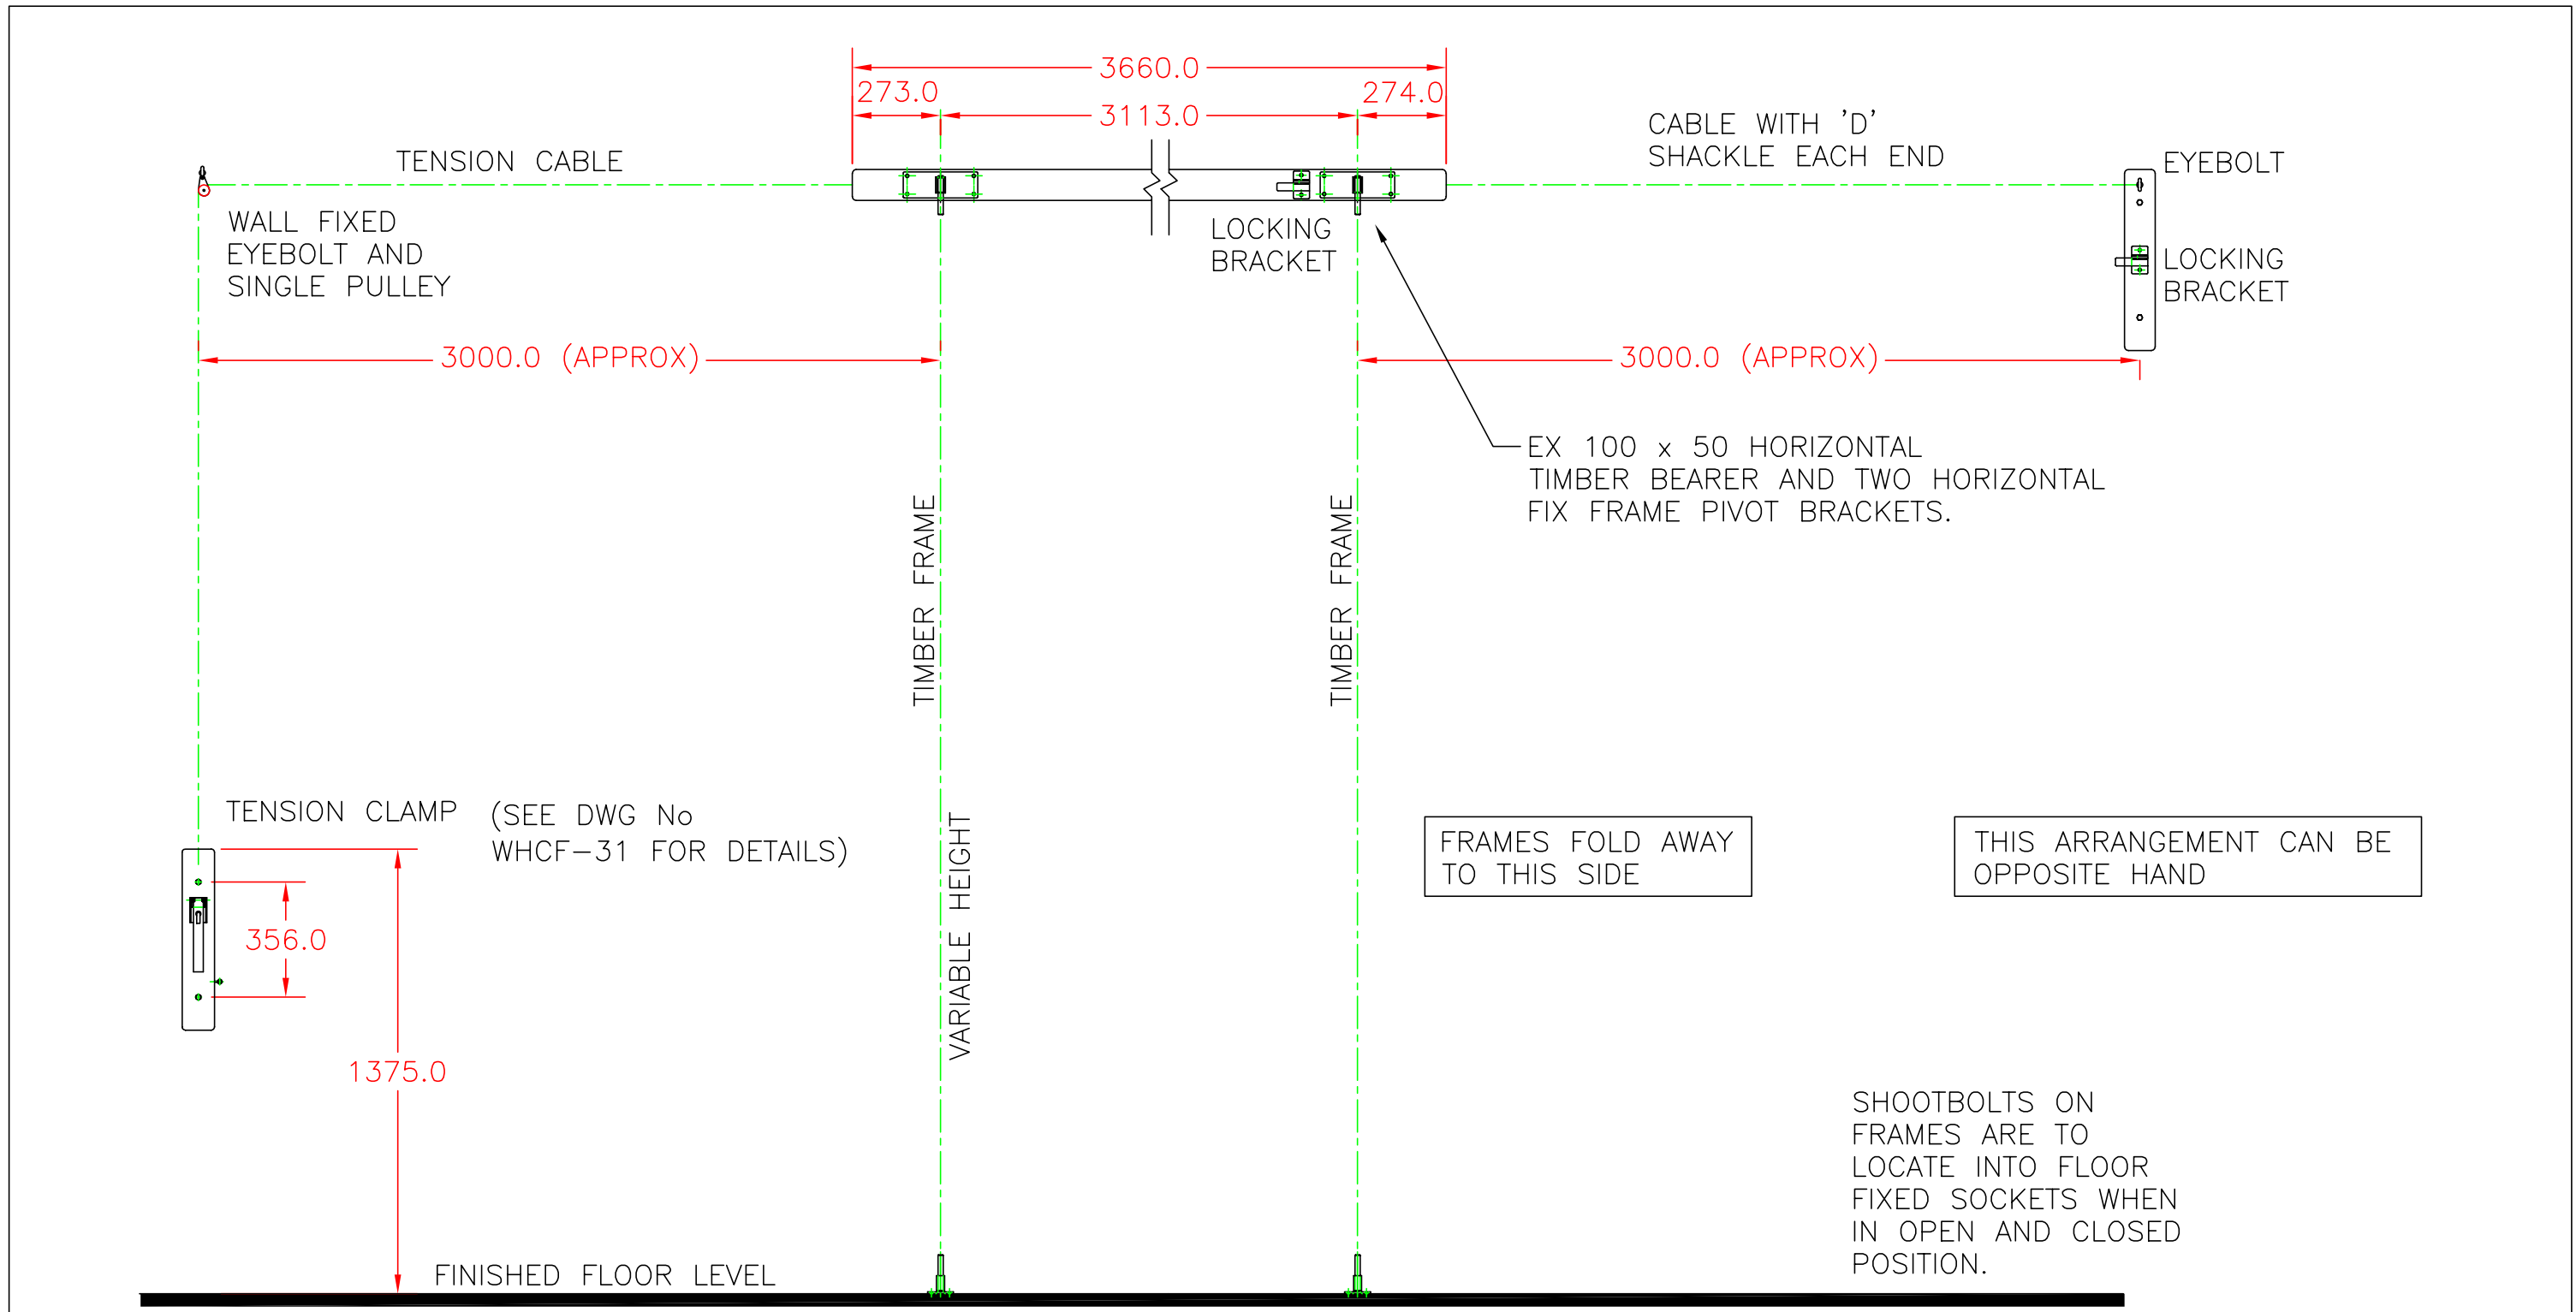 3660.0
273.0
274.0
3113.0
CABLE WITH 'D'
SHACKLE EACH END
TENSION CABLE
EYEBOLT
WALL FIXED
EYEBOLT AND
SINGLE PULLEY
LOCKING
BRACKET
LOCKING
BRACKET
3000.0 (APPROX)
3000.0 (APPROX)
EX 100 x 50 HORIZONTAL
TIMBER BEARER AND TWO HORIZONTAL
FIX FRAME PIVOT BRACKETS.
TIMBER FRAME
TIMBER FRAME
TENSION CLAMP (SEE DWG No
WHCF-31 FOR DETAILS)
VARIABLE HEIGHT
FRAMES FOLD AWAY
TO THIS SIDE
THIS ARRANGEMENT CAN BE
OPPOSITE HAND
356.0
1375.0
SHOOTBOLTS ON
FRAMES ARE TO
LOCATE INTO FLOOR
FIXED SOCKETS WHEN
IN OPEN AND CLOSED
POSITION.
FINISHED FLOOR LEVEL